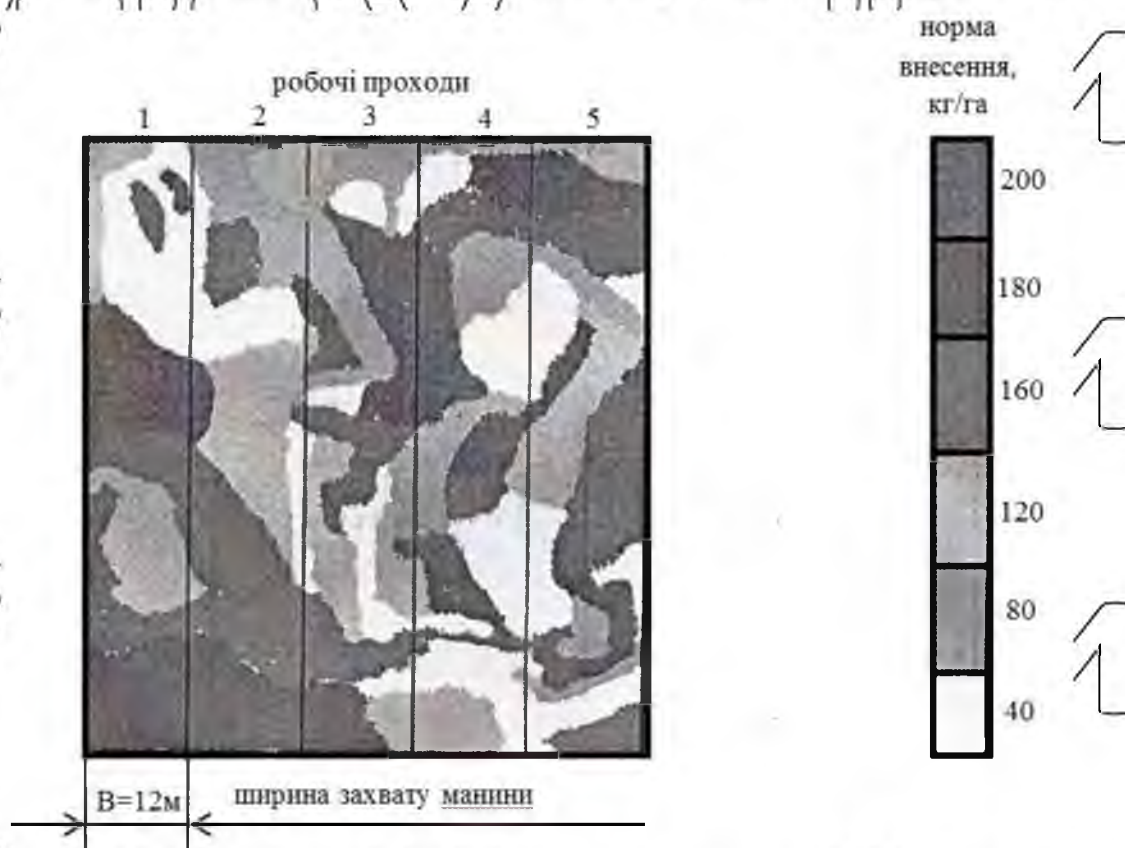 норма
внесення,
кг/га
робочі проходи
1 2 3 4 5
200
180
160
120
80
40
В=12м
ширина захвату манини